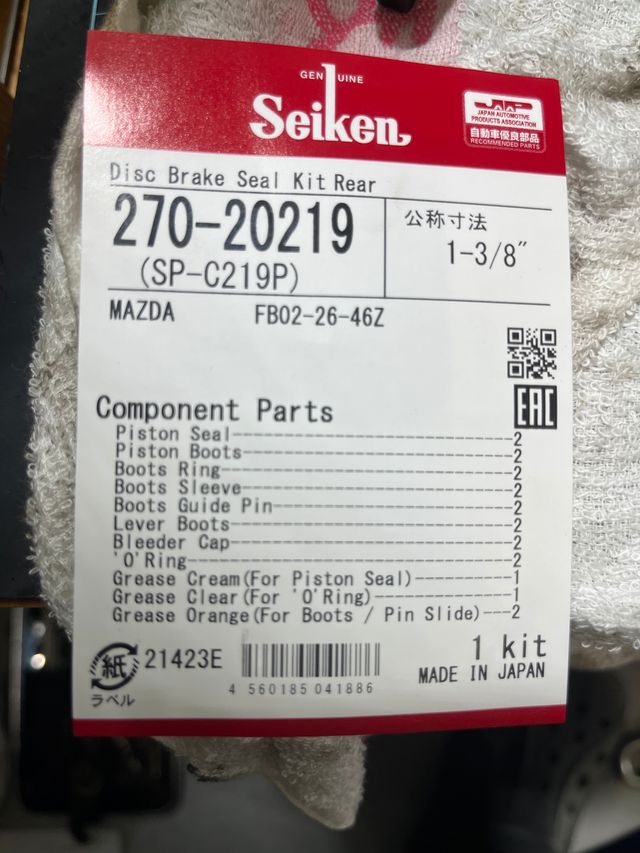 GENUINE
Seiken
JAP
JAPAN AUTOMOTIVE
PRODUCTS ASSOCIATION
自動車優良部品
RECOMMENDED PARTS
Disc Brake Seal Kit Rear
270-20219
(SP-C219P)
公称寸法
1-3/8"
MAZDA FB02-26-46Z
EAC
Component Parts
Piston Seal 2
Piston Boots 2
Boots Ring 2
Boots Sleeve 2
Boots Guide Pin 2
Lever Boots 2
Bleeder Cap 2
'O'Ring 2
Grease Cream(For Piston Seal) 1
Grease Clear(For 'O'Ring) 1
Grease Orange(For Boots / Pin Slide) 2
紙
ラベル
21423E
4 560185 041886
1 kit
MADE IN JAPAN